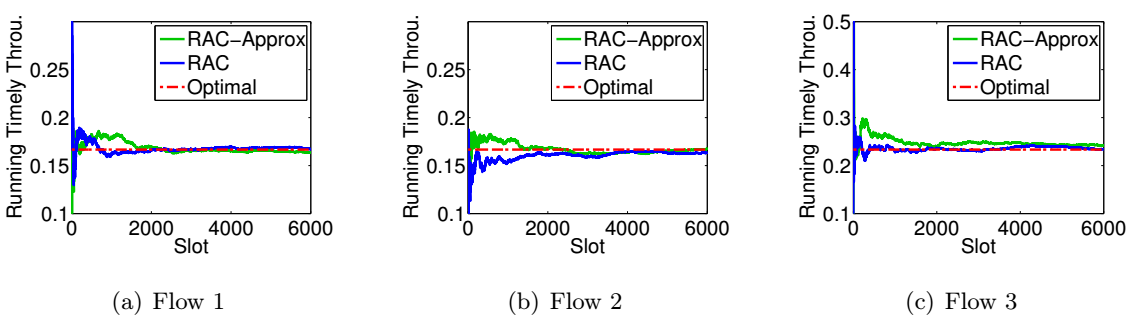 Running Timely Throu.
0.25
0.2
0.15
0.1
0
2000
4000
6000
Slot
RAC-Approx
RAC
Optimal
(a) Flow 1
Running Timely Throu.
0.25
0.2
0.15
0.1
0
2000
4000
6000
Slot
RAC-Approx
RAC
Optimal
(b) Flow 2
Running Timely Throu.
0.5
0.4
0.3
0.2
0.1
0
2000
4000
6000
Slot
RAC-Approx
RAC
Optimal
(c) Flow 3